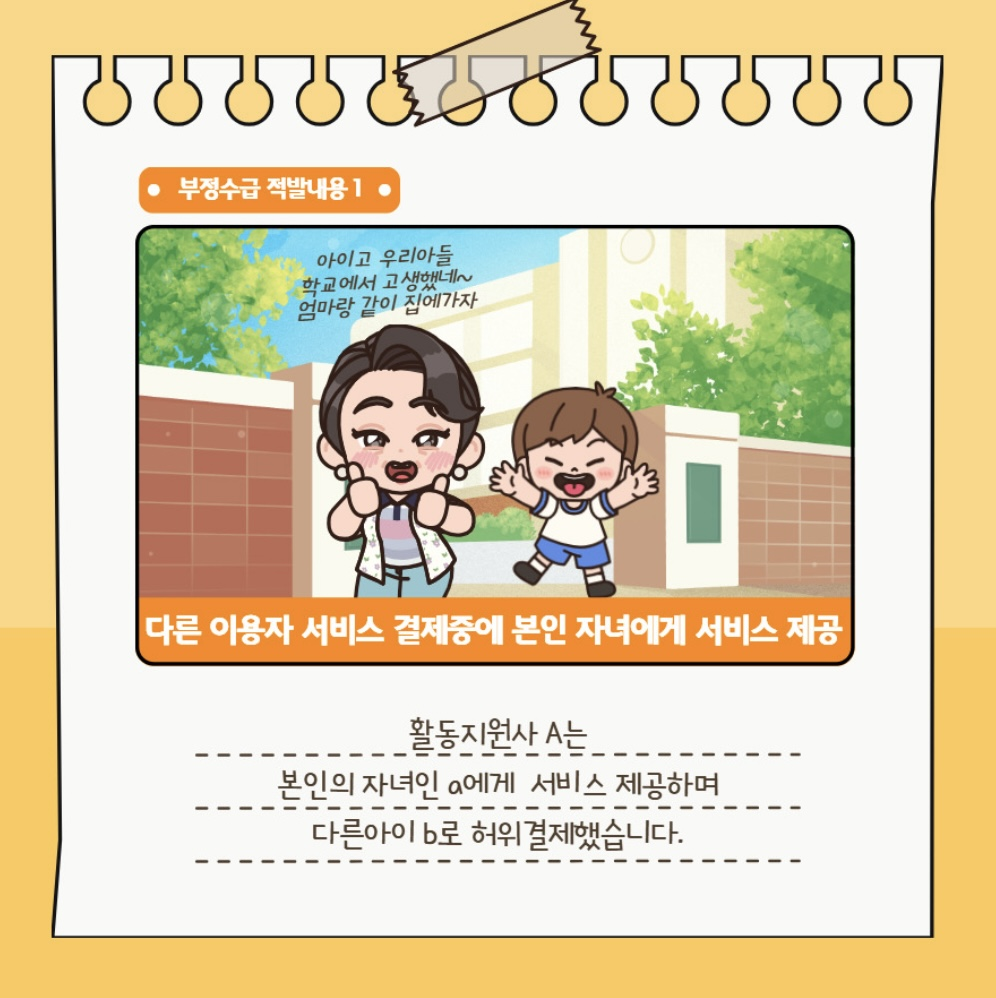 부정수급 적발내용 1
아이고 우리아들
학교에서 고생했네~
엄마랑 같이 집에가자
다른 이용자 서비스 결제중에 본인 자녀에게 서비스 제공
활동지원사 A는
본인의 자녀인 a에게 서비스 제공하며
다른아이 b로 허위결제했습니다.